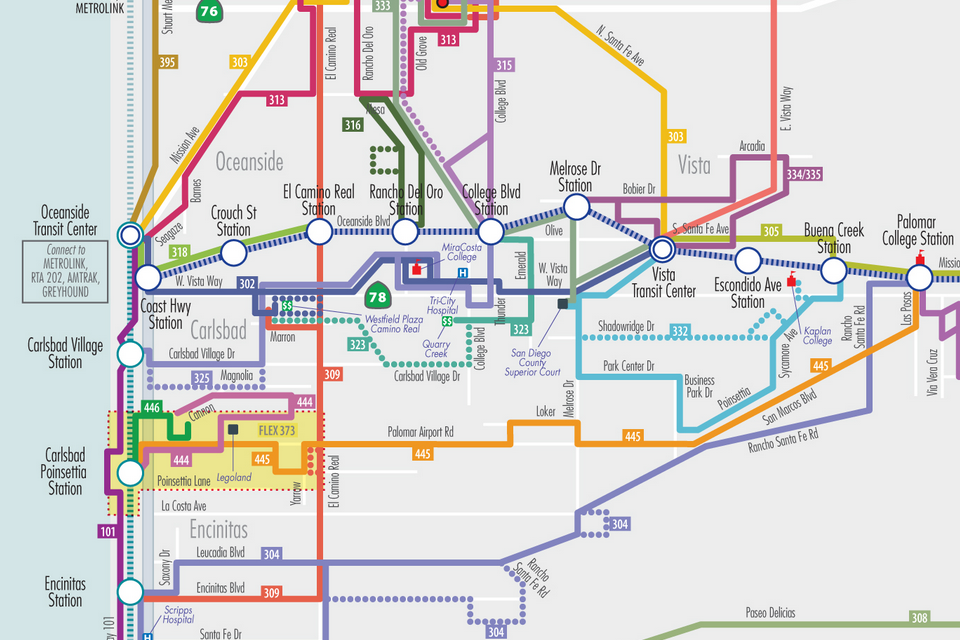 METROLINK
76
Stuart Me
395
303
313
El Camino Real
Rancho Del Oro
333
Old Grove
313
315
College Blvd
N. Santa Fe Ave
303
E. Vista Way
Arcadia
334/335
Mission Ave
Oceanside
316
Mesa
Vista
Barnes
Seagaze
Oceanside
Transit Center
Connect to
METROLINK,
RTA 202, AMTRAK,
GREYHOUND
Crouch St
Station
318
El Camino Real
Station
Oceanside Blvd
Rancho Del Oro
Station
College Blvd
Station
Melrose Dr
Station
Bobier Dr
Olive
S. Santa Fe Ave
305
Buena Creek
Station
Palomar
College Station
Missio
MiraCosta
College
W. Vista Way
302
78
H
Tri-City
Hospital
Emerald
W. Vista
Way
Vista
Transit Center
Escondido Ave
Station
Coast Hwy
Station
Carlsbad
$$
Westfield Plaza
Camino Real
Marron
323
$$
Quarry
Creek
Thunder
323
College Blvd
San Diego
County
Superior Court
Shadowridge Dr
332
Sycamore Ave
Kaplan
College
Rancho
Santa Fe Rd
Las Posas
Via Vera Cruz
Carlsbad Village
Station
Carlsbad Village Dr
325
Magnolia
309
Carlsbad Village Dr
Melrose Dr
Park Center Dr
Business
Park Dr
Poinsettia
445
San Marcos Blvd
Rancho Santa Fe Rd
446
Cannon
444
FLEX 373
Loker
Palomar Airport Rd
445
445
Carlsbad
Poinsettia
Station
444
Legoland
445
Poinsettia Lane
Yarrow
El Camino Real
La Costa Ave
101
Encinitas
304
Saxony Dr
Leucadia Blvd
304
Rancho
Santa Fe Rd
Encinitas
Station
Encinitas Blvd
309
Scripps
Hospital
H
Santa Fe Dr
304
Paseo Delicias
308